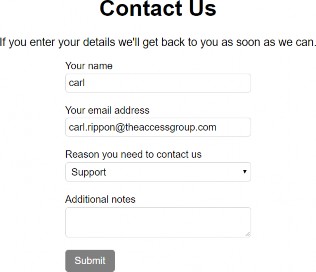 Contact Us
If you enter your details we'll get back to you as soon as we can.
Your name
carl
Your email address
carl.rippon@theaccessgroup.com
Reason you need to contact us
Support
Additional notes
Submit